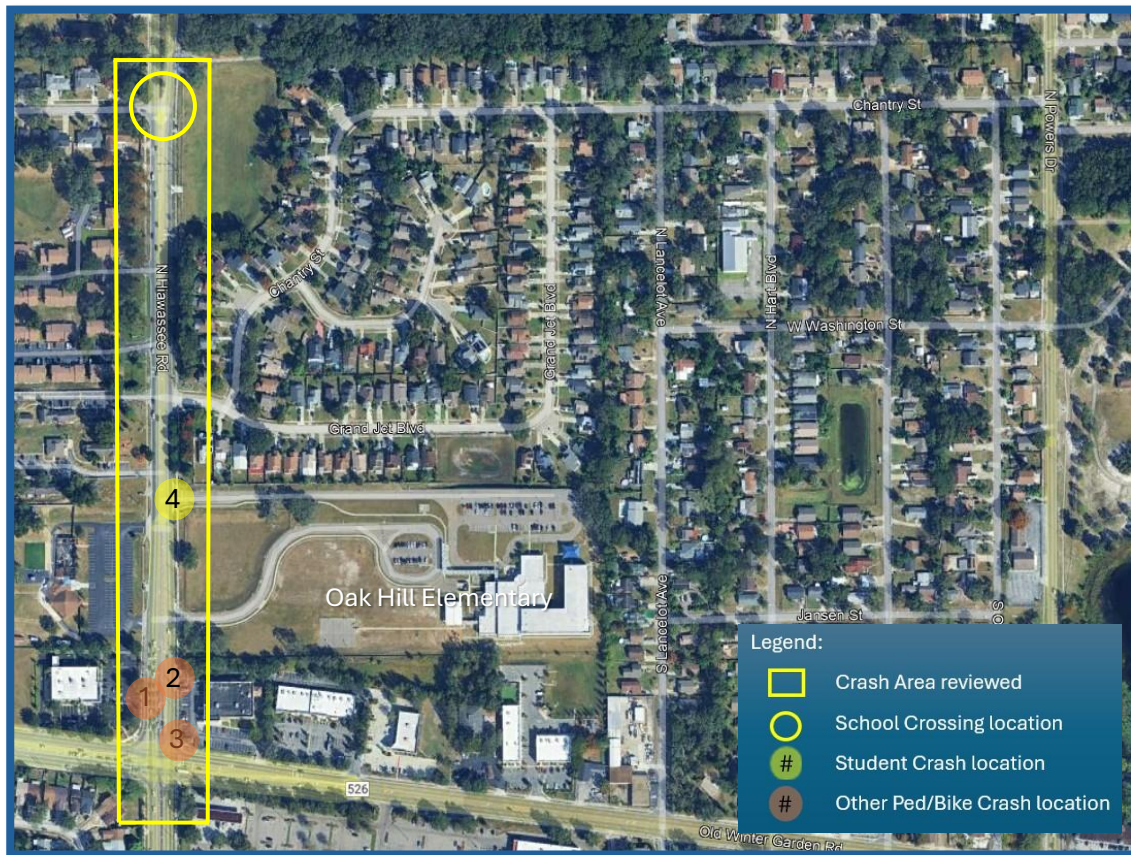 Chantry St
N Powers Dr
N Lancelot Ave
N Hart Blvd
N Hiawassee Rd
Chantry St
Grand Jct Blvd
W Washington St
Grand Jct Blvd
4
Oak Hill Elementary
S Lancelot Ave
Jansen St
2
1
3
526
Old Winter Garden Rd
Legend:
Crash Area reviewed
School Crossing location
# Student Crash location
# Other Ped/Bike Crash location